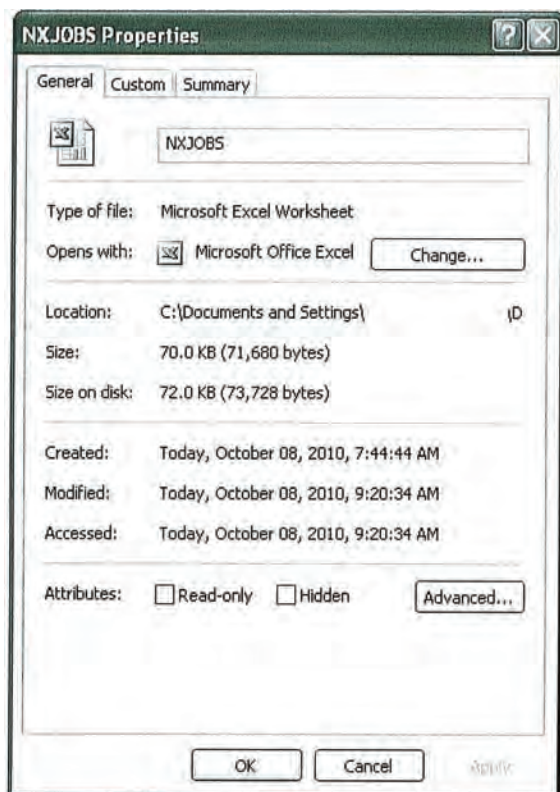 NXJOBS Properties
General Custom Summary
NXJOBS
Type of file: Microsoft Excel Worksheet
Opens with: Microsoft Office Excel Change...
Location: C:\Documents and Settings\ \D
Size: 70.0 KB (71,680 bytes)
Size on disk: 72.0 KB (73,728 bytes)
Created: Today, October 08, 2010, 7:44:44 AM
Modified: Today, October 08, 2010, 9:20:34 AM
Accessed: Today, October 08, 2010, 9:20:34 AM
Attributes: Read-only Hidden Advanced...
OK Cancel Apply